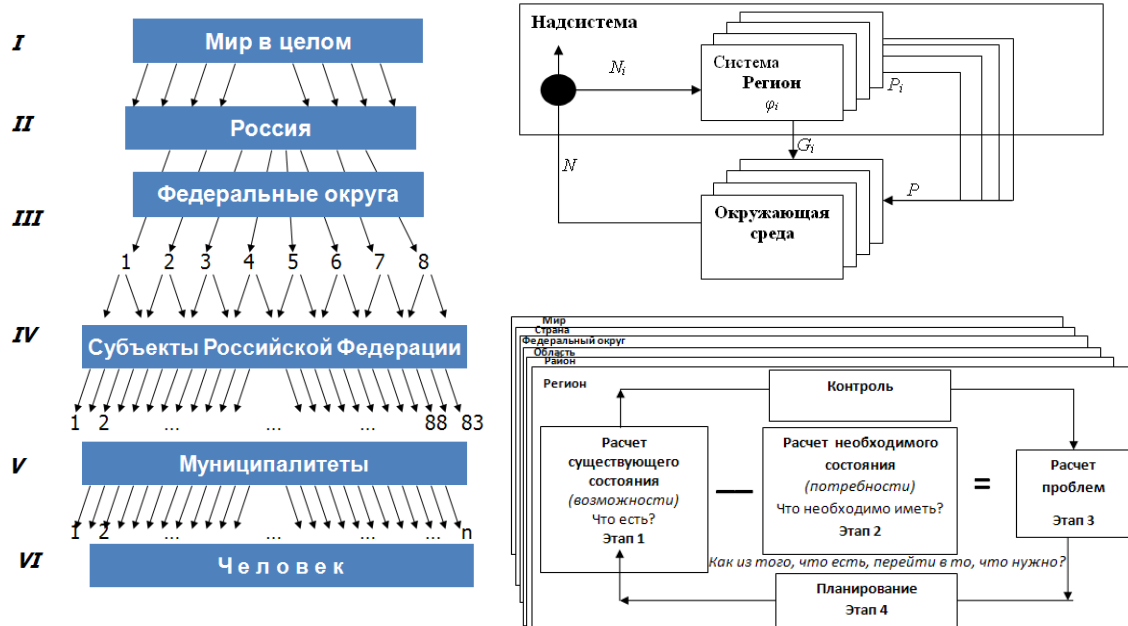 I
Мир в целом
II
Россия
Федеральные округа
III
1 2 3 4 5 6 7 8
IV
Субъекты Российской Федерации
1 2 ... ... ... 88 83
V
Муниципалитеты
1 2 ... ... ... ... n
VI
Человек
Надсистема
Nᵢ
Система
Регион
φᵢ
Pᵢ
Gᵢ
N
P
Окружающая
среда
Мир
Страна
Федеральный округ
Область
Район
Регион
Контроль
Расчет
существующего
состояния
(возможности)
Что есть?
Этап 1
—
Расчет необходимого
состояния
(потребности)
Что необходимо иметь?
Этап 2
=
Расчет
проблем
Этап 3
Как из того, что есть, перейти в то, что нужно?
Планирование
Этап 4